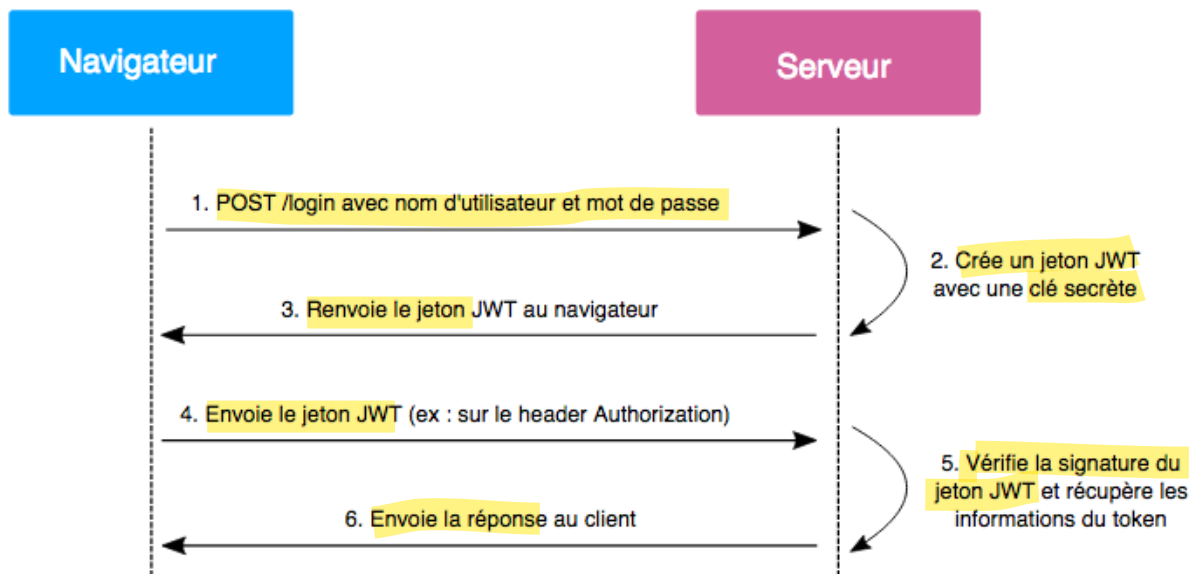 Navigateur
Serveur
1. POST /login avec nom d'utilisateur et mot de passe
2. Crée un jeton JWT
avec une clé secrète
3. Renvoie le jeton JWT au navigateur
4. Envoie le jeton JWT (ex : sur le header Authorization)
5. Vérifie la signature du
jeton JWT et récupère les
informations du token
6. Envoie la réponse au client